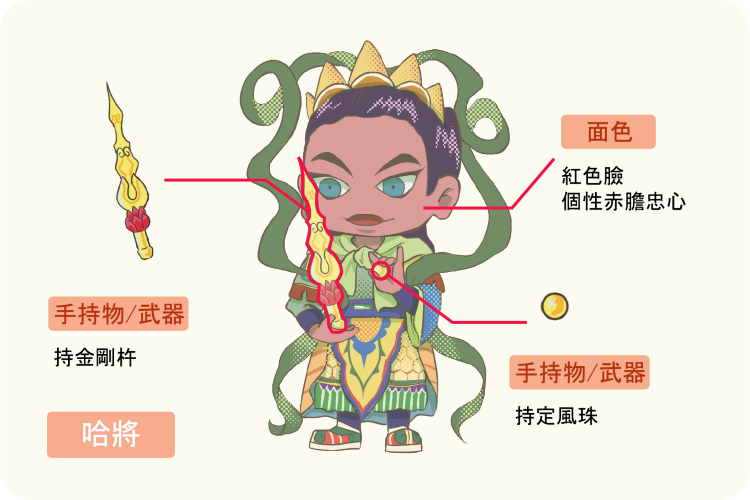 面色
紅色臉
個性赤膽忠心
手持物/武器
持金剛杵
手持物/武器
持定風珠
哈將